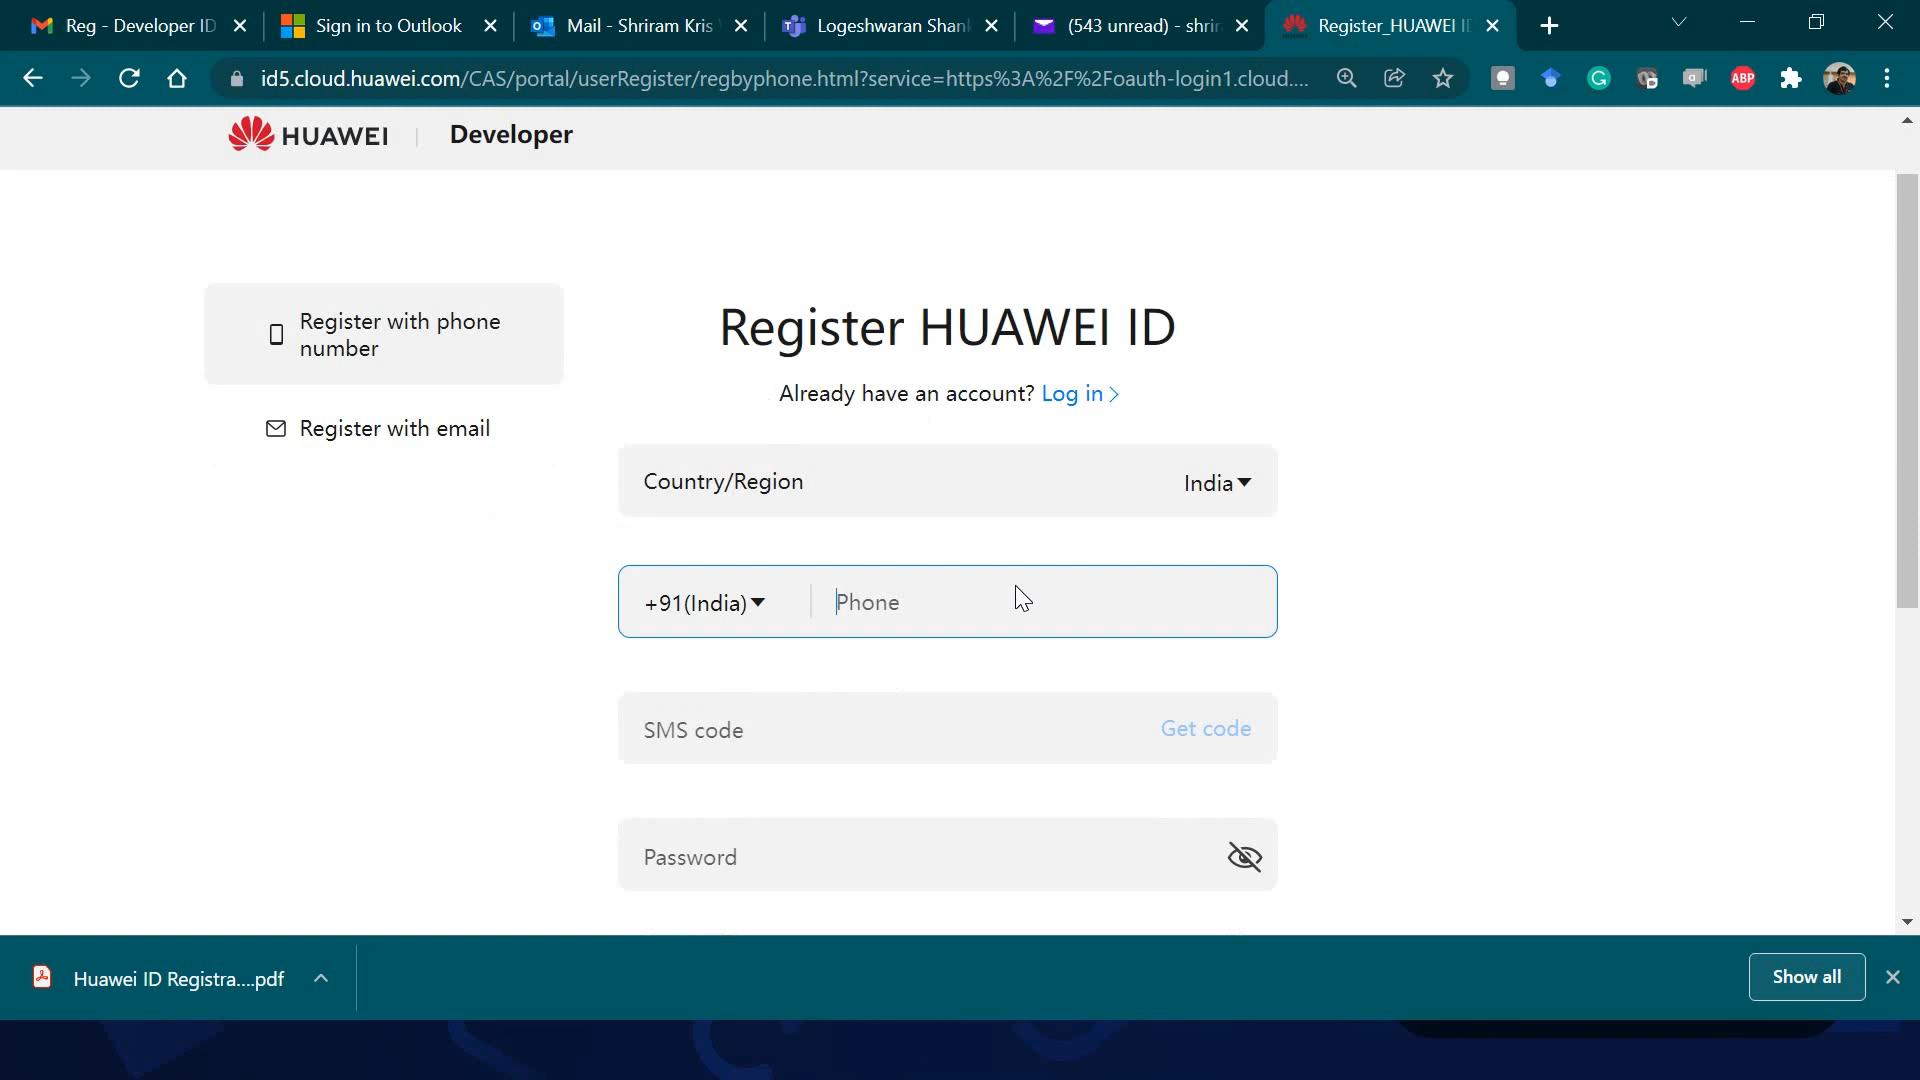 Reg - Developer ID
Sign in to Outlook
Mail - Shriram Kris
Logeshwaran Shan
(543 unread) - shri
Register_HUAWEI I
id5.cloud.huawei.com/CAS/portal/userRegister/regbyphone.html?service=https%3A%2F%2Foauth-login1.cloud....
ABP
HUAWEI | Developer
Register with phone
number
Register with email
Register HUAWEI ID
Already have an account? Log in >
Country/Region India
+91(India) Phone
SMS code Get code
Password
Huawei ID Registra....pdf
Show all